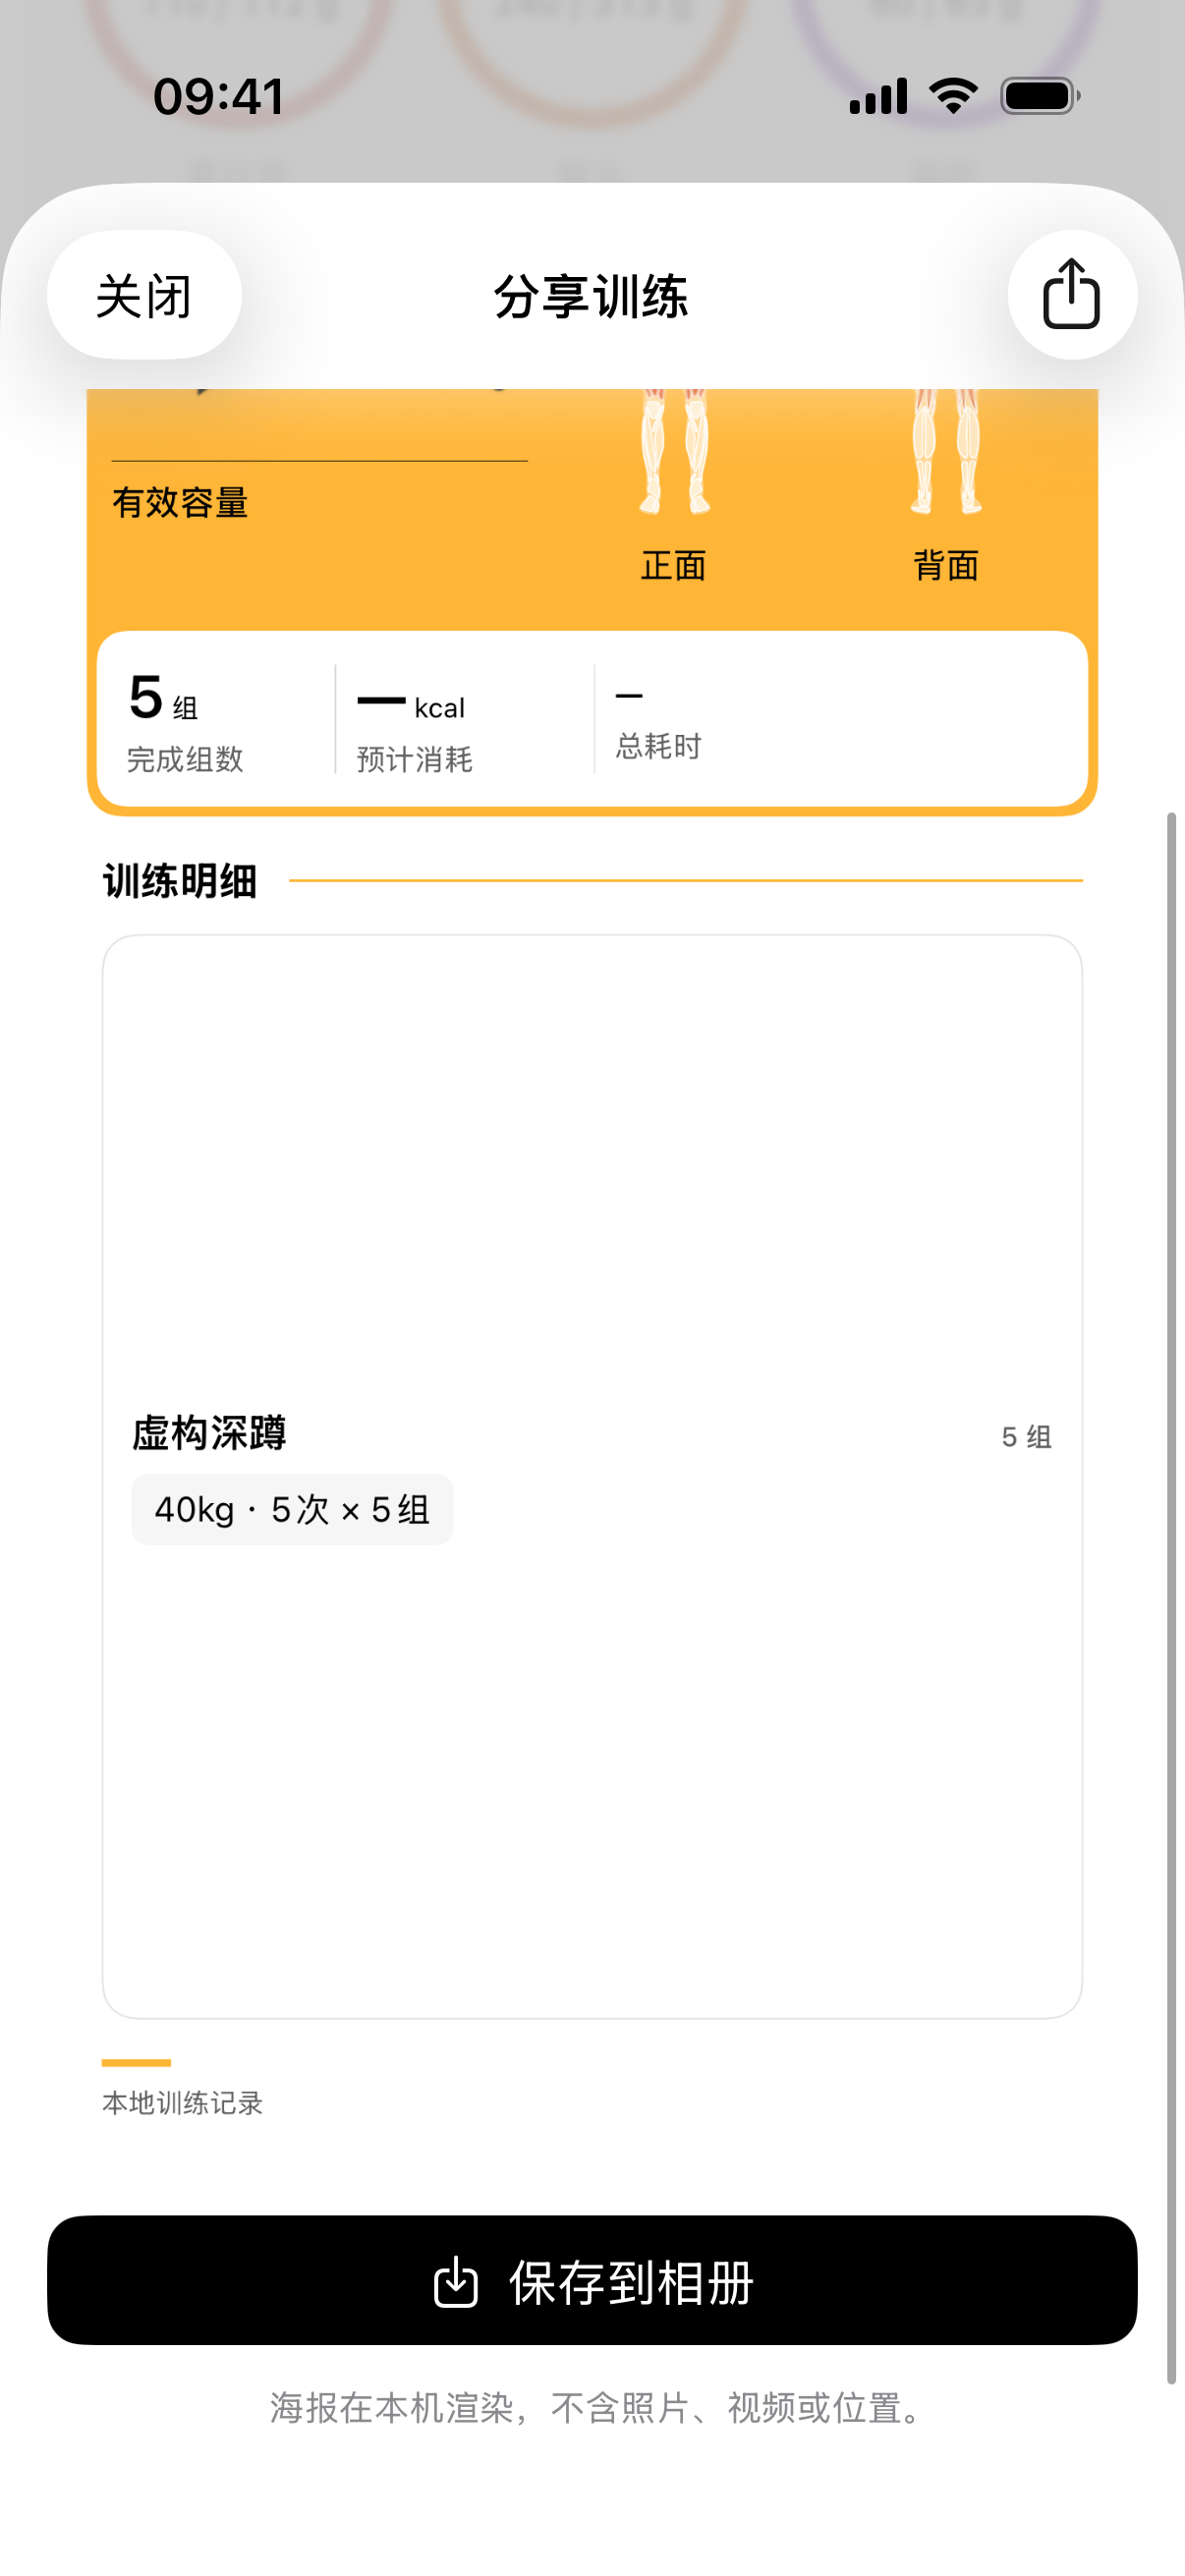 09:41
关闭
分享训练
有效容量
正面
背面
5 组
完成组数
— kcal
预计消耗
—
总耗时
训练明细
虚构深蹲
5 组
40kg · 5次 × 5组
本地训练记录
保存到相册
海报在本机渲染，不含照片、视频或位置。